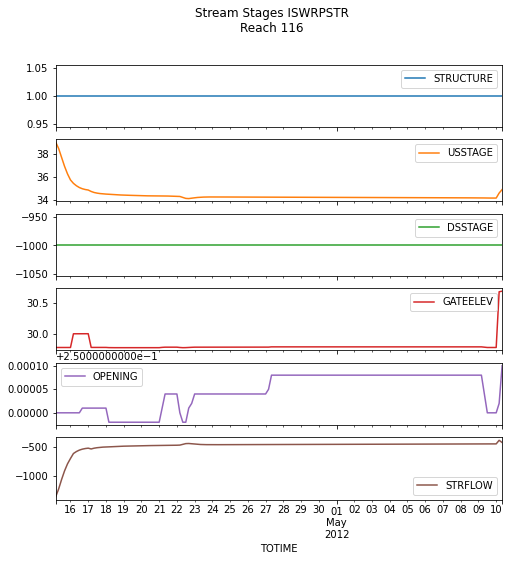 Stream Stages ISWRPSTR
Reach 116
1.05
1.00
0.95
STRUCTURE
38
36
34
USSTAGE
−950
−1000
−1050
DSSTAGE
30.5
30.0
GATEELEV
+2.5000000000e−1
0.00010
0.00005
0.00000
OPENING
−500
−1000
STRFLOW
16 17 18 19 20 21 22 23 24 25 26 27 28 29 30 01 02 03 04 05 06 07 08 09 10
May
2012
TOTIME